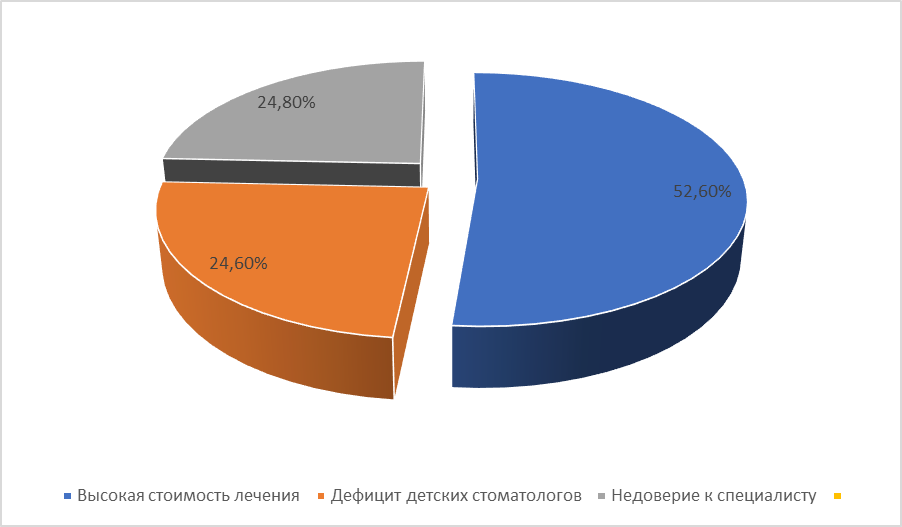 24,80%
52,60%
24,60%
Высокая стоимость лечения Дефицит детских стоматологов Недоверие к специалисту